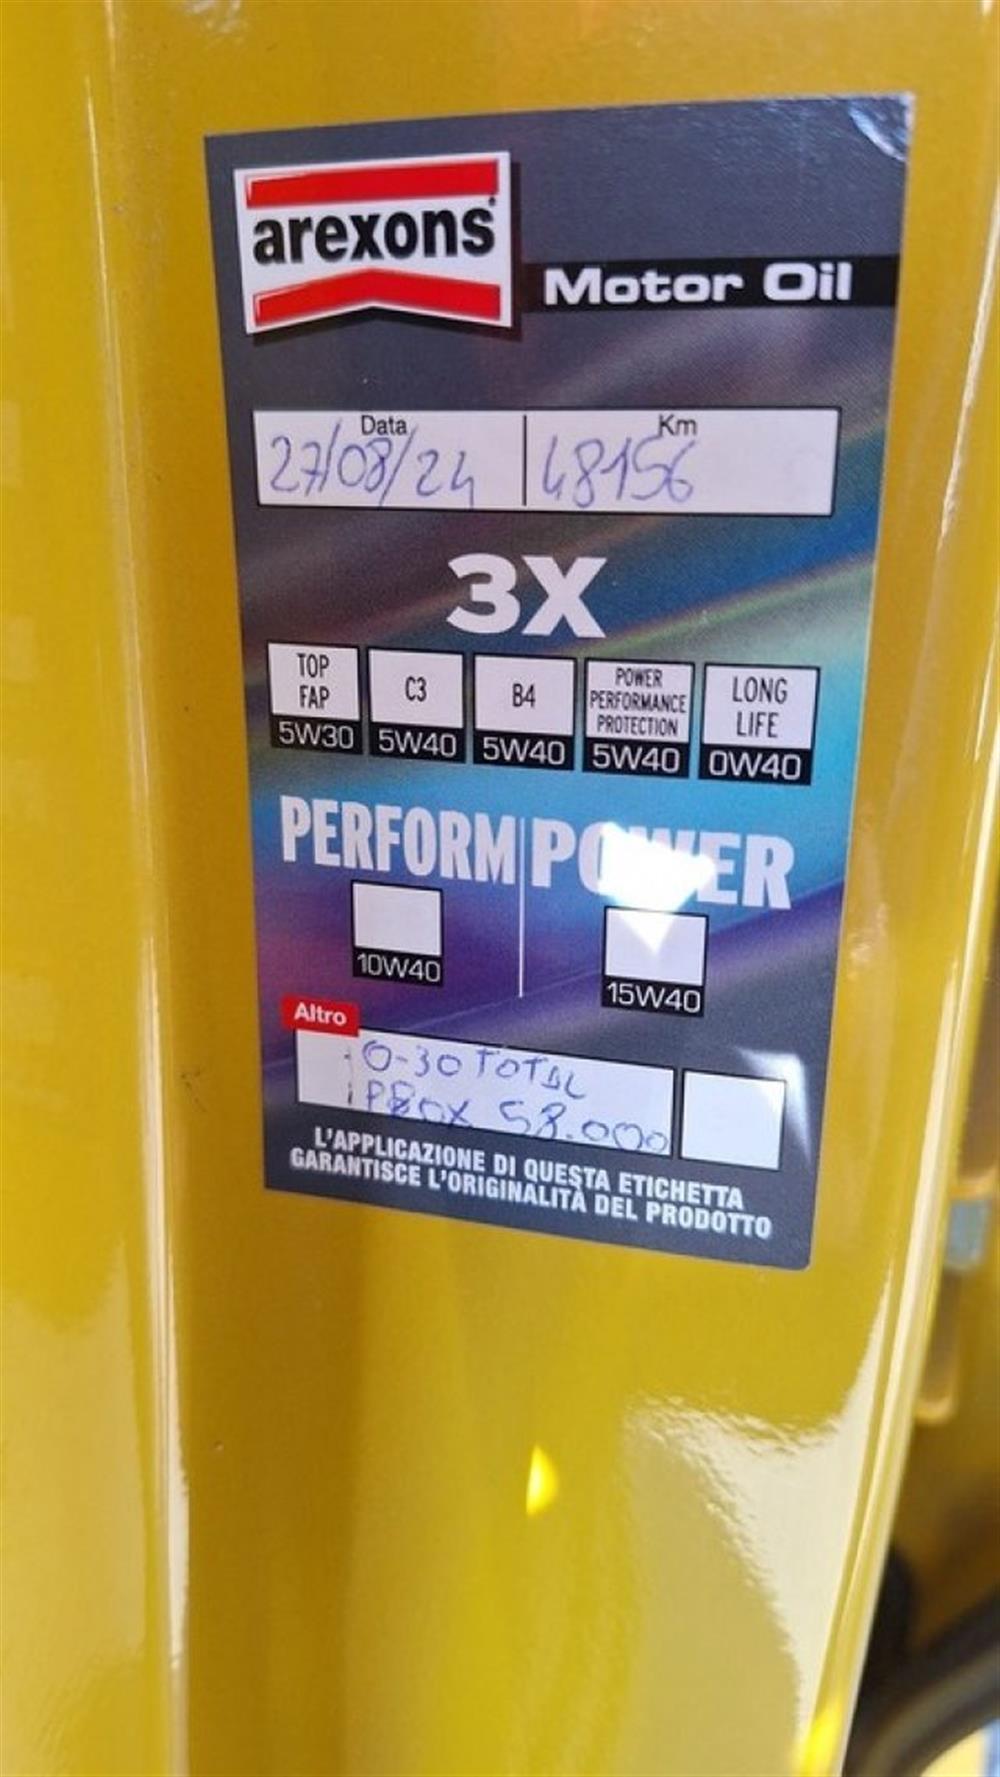 arexons
Motor Oil
Data Km
27/08/24 48156
3X
TOP FAP C3 B4 POWER PERFORMANCE PROTECTION LONG LIFE
5W30 5W40 5W40 5W40 0W40
PERFORM POWER
10W40 15W40
Altro
0-30 TOTAL
58.000
L'APPLICAZIONE DI QUESTA ETICHETTA
GARANTISCE L'ORIGINALITÀ DEL PRODOTTO